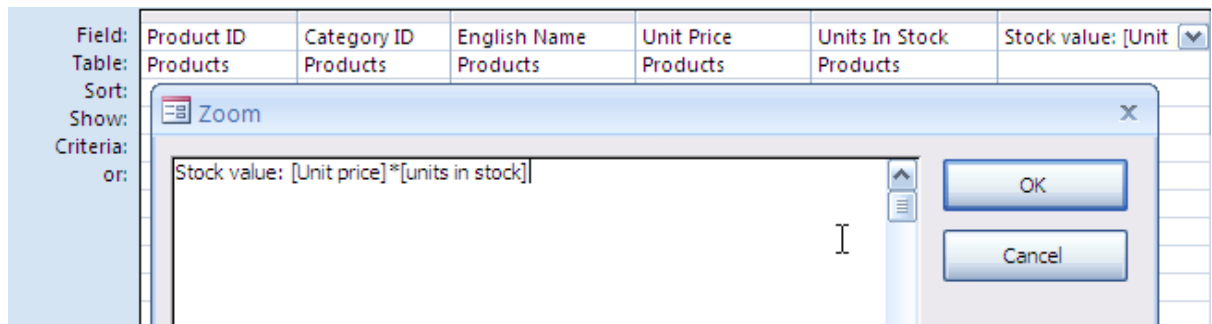 Field: Product ID Category ID English Name Unit Price Units In Stock Stock value: [Unit
Table: Products Products Products Products Products
Sort:
Show:
Criteria:
or:
Zoom
Stock value: [Unit price]*[units in stock]
OK
Cancel